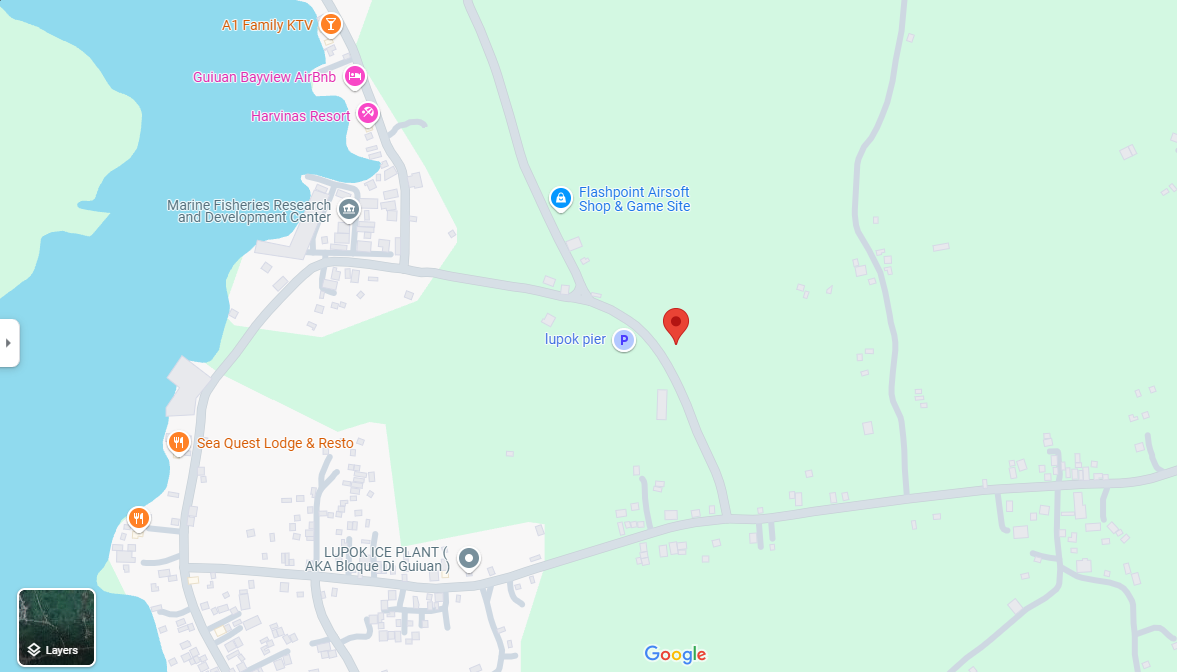 A1 Family KTV
Guiuan Bayview AirBnb
Harvinas Resort
Marine Fisheries Research
and Development Center
Flashpoint Airsoft
Shop & Game Site
lupok pier
P
Sea Quest Lodge & Resto
LUPOK ICE PLANT (
AKA Bloque Di Guiuan )
Layers
Google